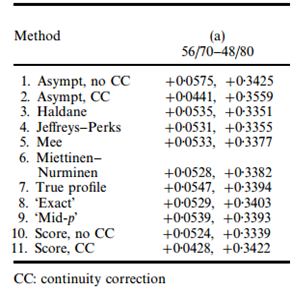 Method (a)
56/70–48/80
1. Asympt, no CC +0·0575, +0·3425
2. Asympt, CC +0·0441, +0·3559
3. Haldane +0·0535, +0·3351
4. Jeffreys–Perks +0·0531, +0·3355
5. Mee +0·0533, +0·3377
6. Miettinen–
Nurminen +0·0528, +0·3382
7. True profile +0·0547, +0·3394
8. ‘Exact’ +0·0529, +0·3403
9. ‘Mid-p’ +0·0539, +0·3393
10. Score, no CC +0·0524, +0·3339
11. Score, CC +0·0428, +0·3422
CC: continuity correction